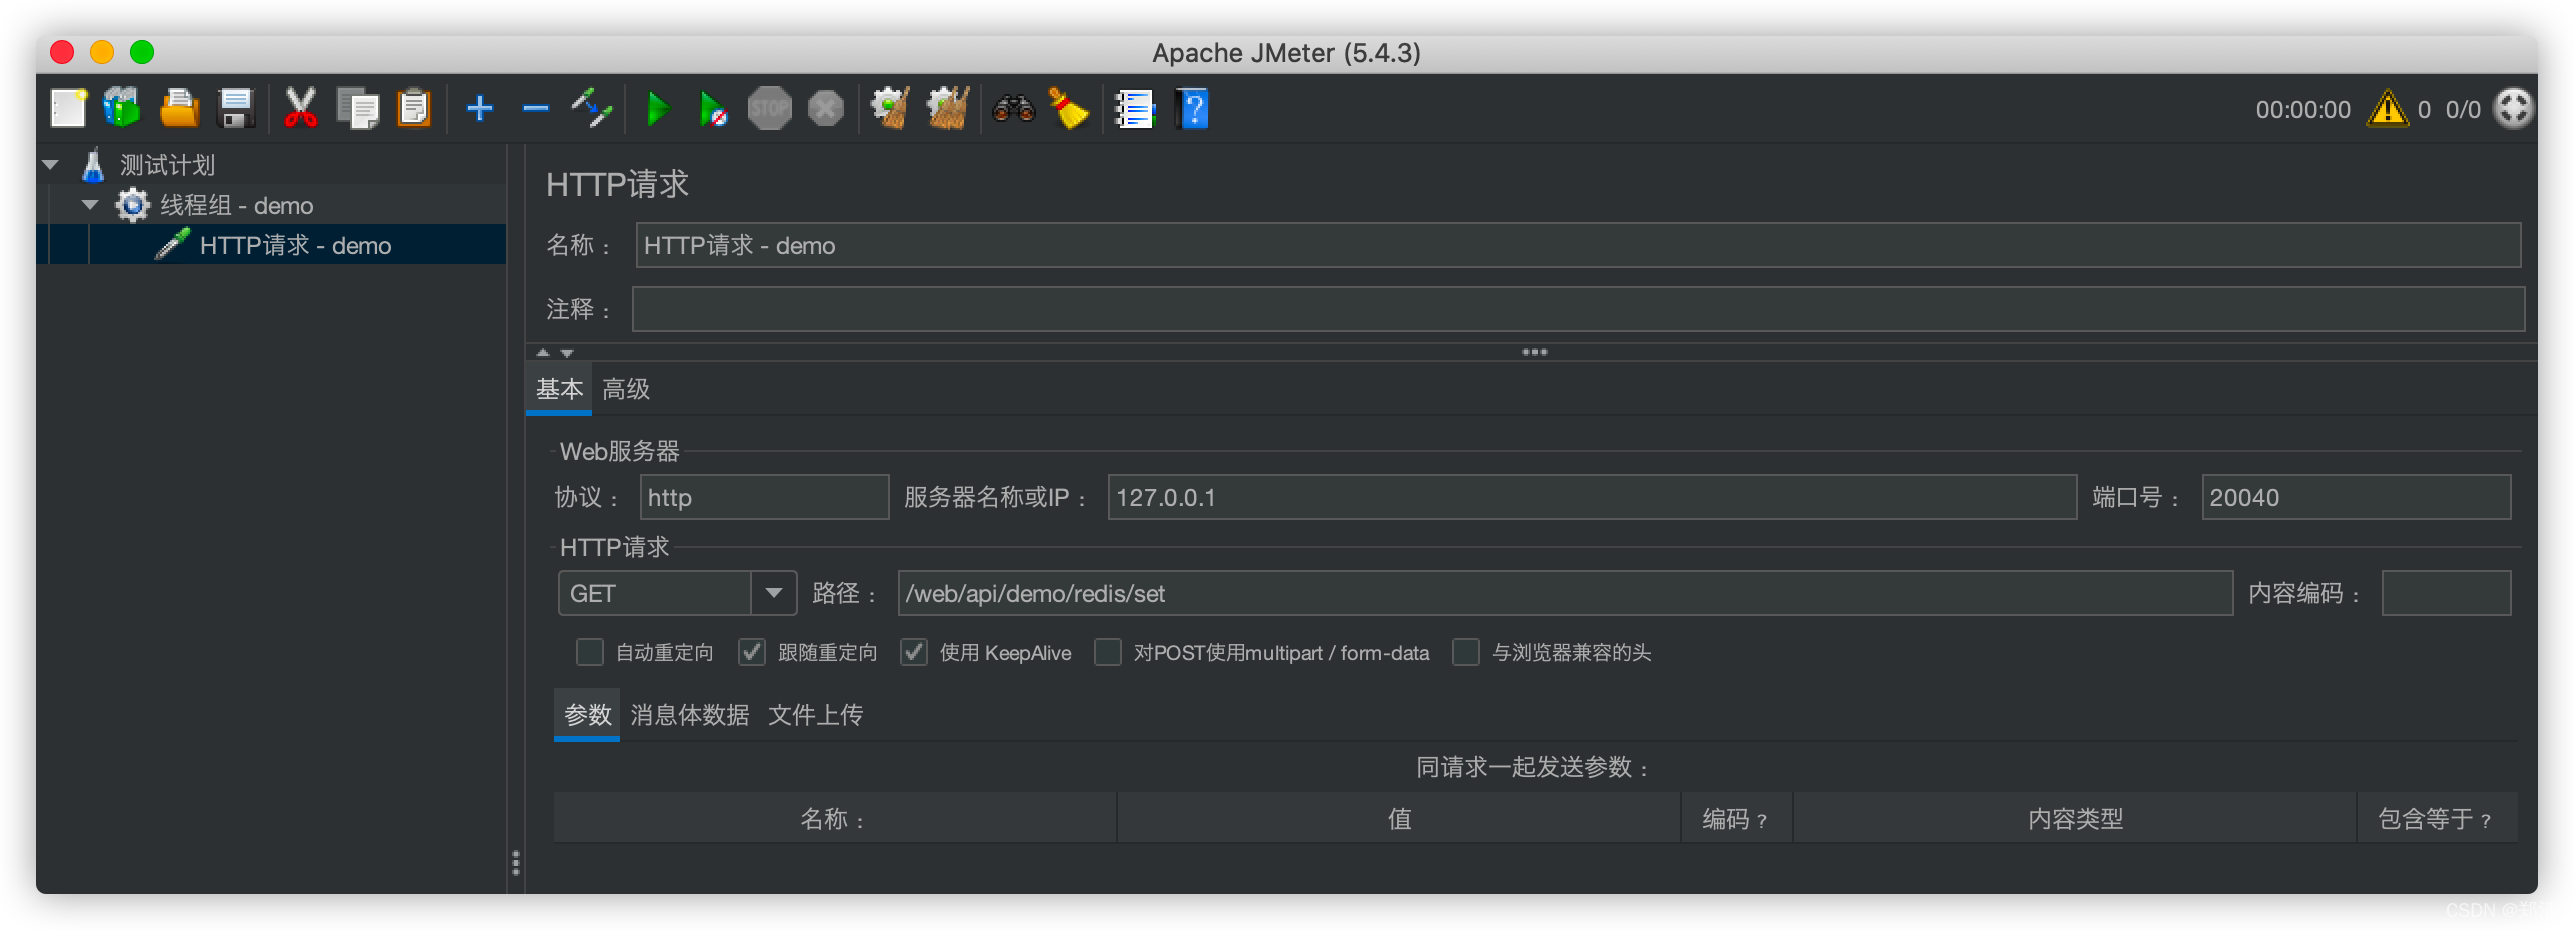 Apache JMeter (5.4.3)
STOP
00:00:00 0 0/0
测试计划
线程组 - demo
HTTP请求 - demo
HTTP请求
名称： HTTP请求 - demo
注释：
基本 高级
Web服务器
协议： http 服务器名称或IP： 127.0.0.1 端口号： 20040
HTTP请求
GET 路径： /web/api/demo/redis/set 内容编码：
自动重定向 跟随重定向 使用 KeepAlive 对POST使用multipart / form-data 与浏览器兼容的头
参数 消息体数据 文件上传
同请求一起发送参数：
名称： 值 编码？ 内容类型 包含等于？
CSDN